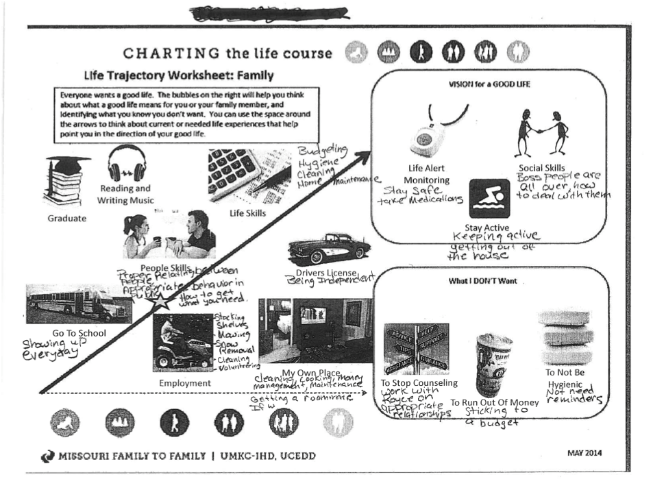 CHARTING the life course
Life Trajectory Worksheet: Family
Everyone wants a good life. The bubbles on the right will help you think
about what a good life means for you or your family member, and
identifying what you know you don't want. You can use the space around
the arrows to think about current or needed life experiences that help
point you in the direction of your good life.
VISION for a GOOD LIFE
Life Alert
Monitoring
Stay Safe
take Medications
Social Skills
Boss people are
all over, how
to deal with them
Stay Active
Keeping active
getting out of
the house
Graduate
Reading and
Writing Music
Life Skills
Budgeting
Hygiene
Cleaning
Home Maintenance
People Skills
Proper Relating between
People
Appropriate behavior in
Public
How to get
what you need.
Drivers License
Being Independent
Go To School
Showing up
everyday
Employment
-Stocking
Shelves
-Mowing
-Snow
Removal
-Cleaning
-Volunteering
My Own Place
cleaning, cooking, money
management, maintenance
Getting a roommate
If w
What I DON'T Want
To Stop Counseling
work with
Royce on
appropriate
relationships
To Run Out Of Money
Sticking to
a budget
To Not Be
Hygienic
Not need
reminders
MISSOURI FAMILY TO FAMILY | UMKC-IHD, UCEDD
MAY 2014